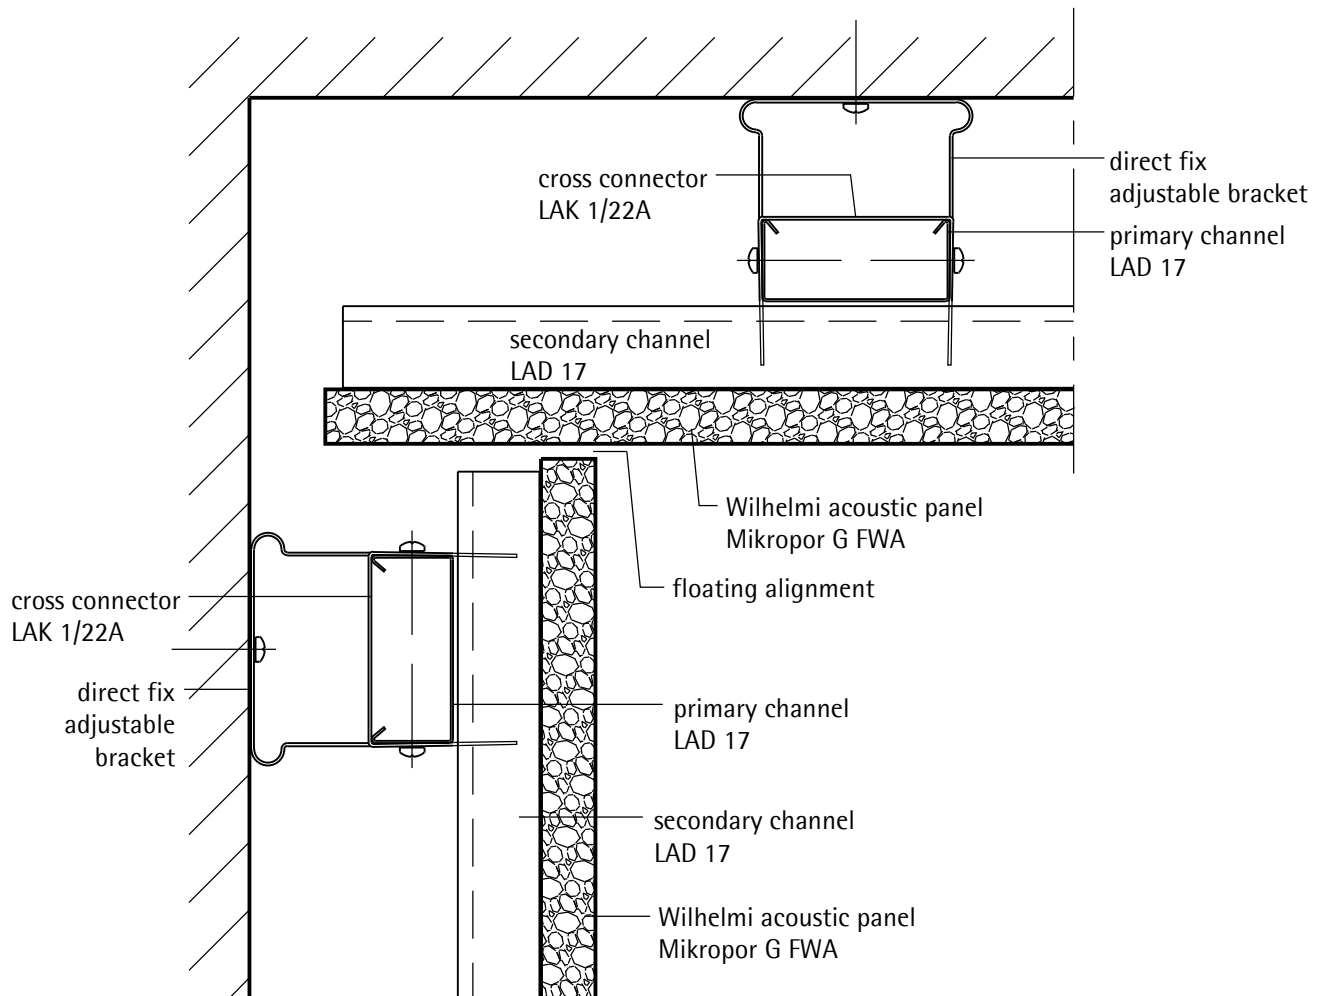 direct fix
adjustable bracket
cross connector
LAK 1/22A
primary channel
LAD 17
secondary channel
LAD 17
Wilhelmi acoustic panel
Mikropor G FWA
floating alignment
cross connector
LAK 1/22A
direct fix
adjustable
bracket
primary channel
LAD 17
secondary channel
LAD 17
Wilhelmi acoustic panel
Mikropor G FWA